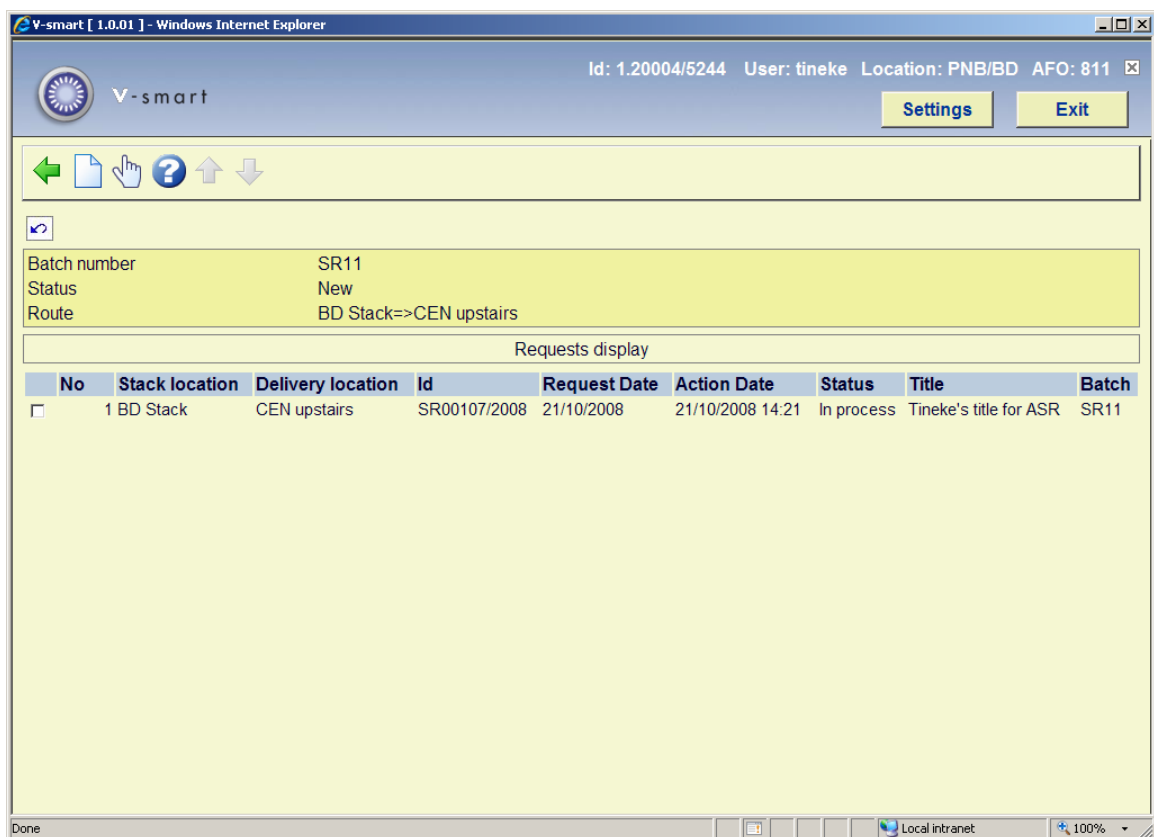 V-smart [ 1.0.01 ] - Windows Internet Explorer
Id: 1.20004/5244 User: tineke Location: PNB/BD AFO: 811
V-smart
Settings Exit
Batch number SR11
Status New
Route BD Stack=>CEN upstairs
Requests display
No Stack location Delivery location Id Request Date Action Date Status Title Batch
1 BD Stack CEN upstairs SR00107/2008 21/10/2008 21/10/2008 14:21 In process Tineke's title for ASR SR11
Done Local intranet 100%